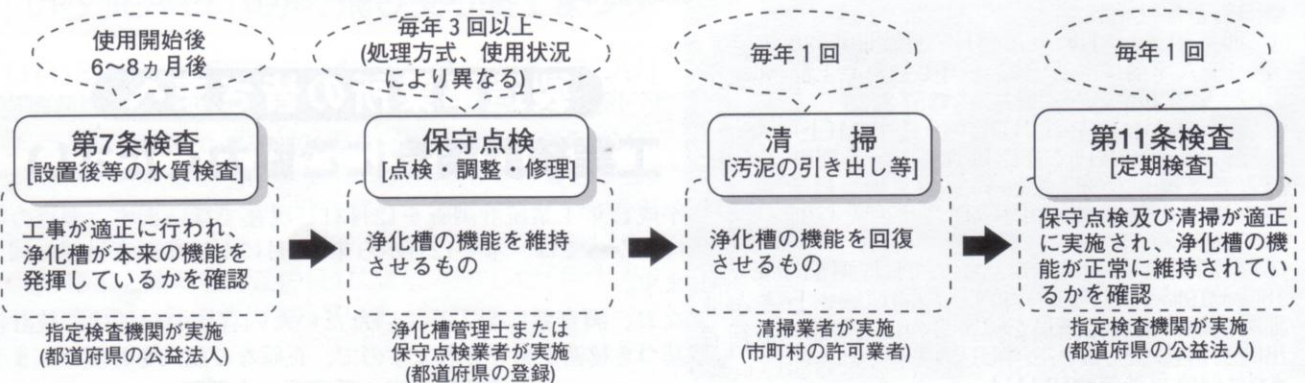 使用開始後
6〜8ヵ月後
第7条検査
[設置後等の水質検査]
工事が適正に行われ、
浄化槽が本来の機能を
発揮しているかを確認
指定検査機関が実施
(都道府県の公益法人)
毎年3回以上
(処理方式、使用状況
により異なる)
保守点検
[点検・調整・修理]
浄化槽の機能を維持
させるもの
浄化槽管理士または
保守点検業者が実施
(都道府県の登録)
毎年1回
清 掃
[汚泥の引き出し等]
浄化槽の機能を回復
させるもの
清掃業者が実施
(市町村の許可業者)
毎年1回
第11条検査
[定期検査]
保守点検及び清掃が適正
に実施され、浄化槽の機
能が正常に維持されてい
るかを確認
指定検査機関が実施
(都道府県の公益法人)